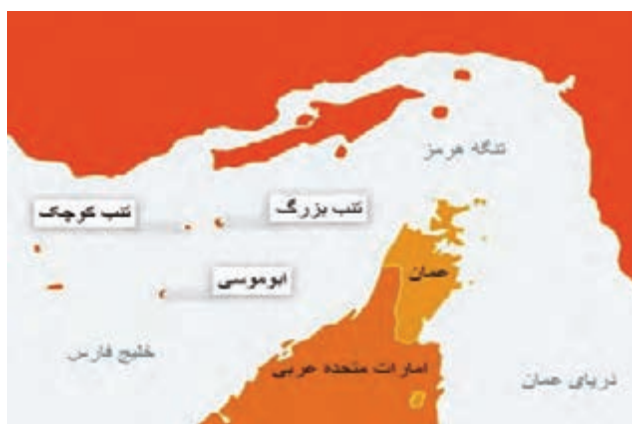 تنگه هرمز
تنب بزرگ
تنب کوچک
عمان
ابوموسی
خلیج فارس
امارات متحده عربی
دریای عمان